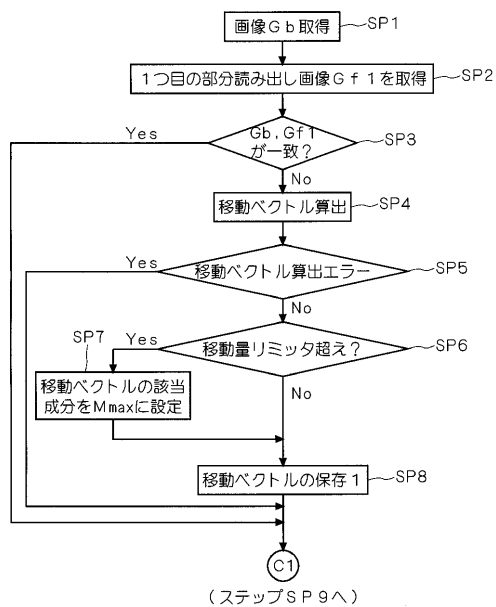 画像Gb取得
SP1
1つ目の部分読み出し画像Gf1を取得
SP2
Yes
Gb,Gf1
が一致?
SP3
No
移動ベクトル算出
SP4
Yes
移動ベクトル算出エラー
SP5
No
SP7
Yes
移動量リミッタ超え?
SP6
移動ベクトルの該当
成分をMmaxに設定
No
移動ベクトルの保存1
SP8
C1
(ステップSP9へ)